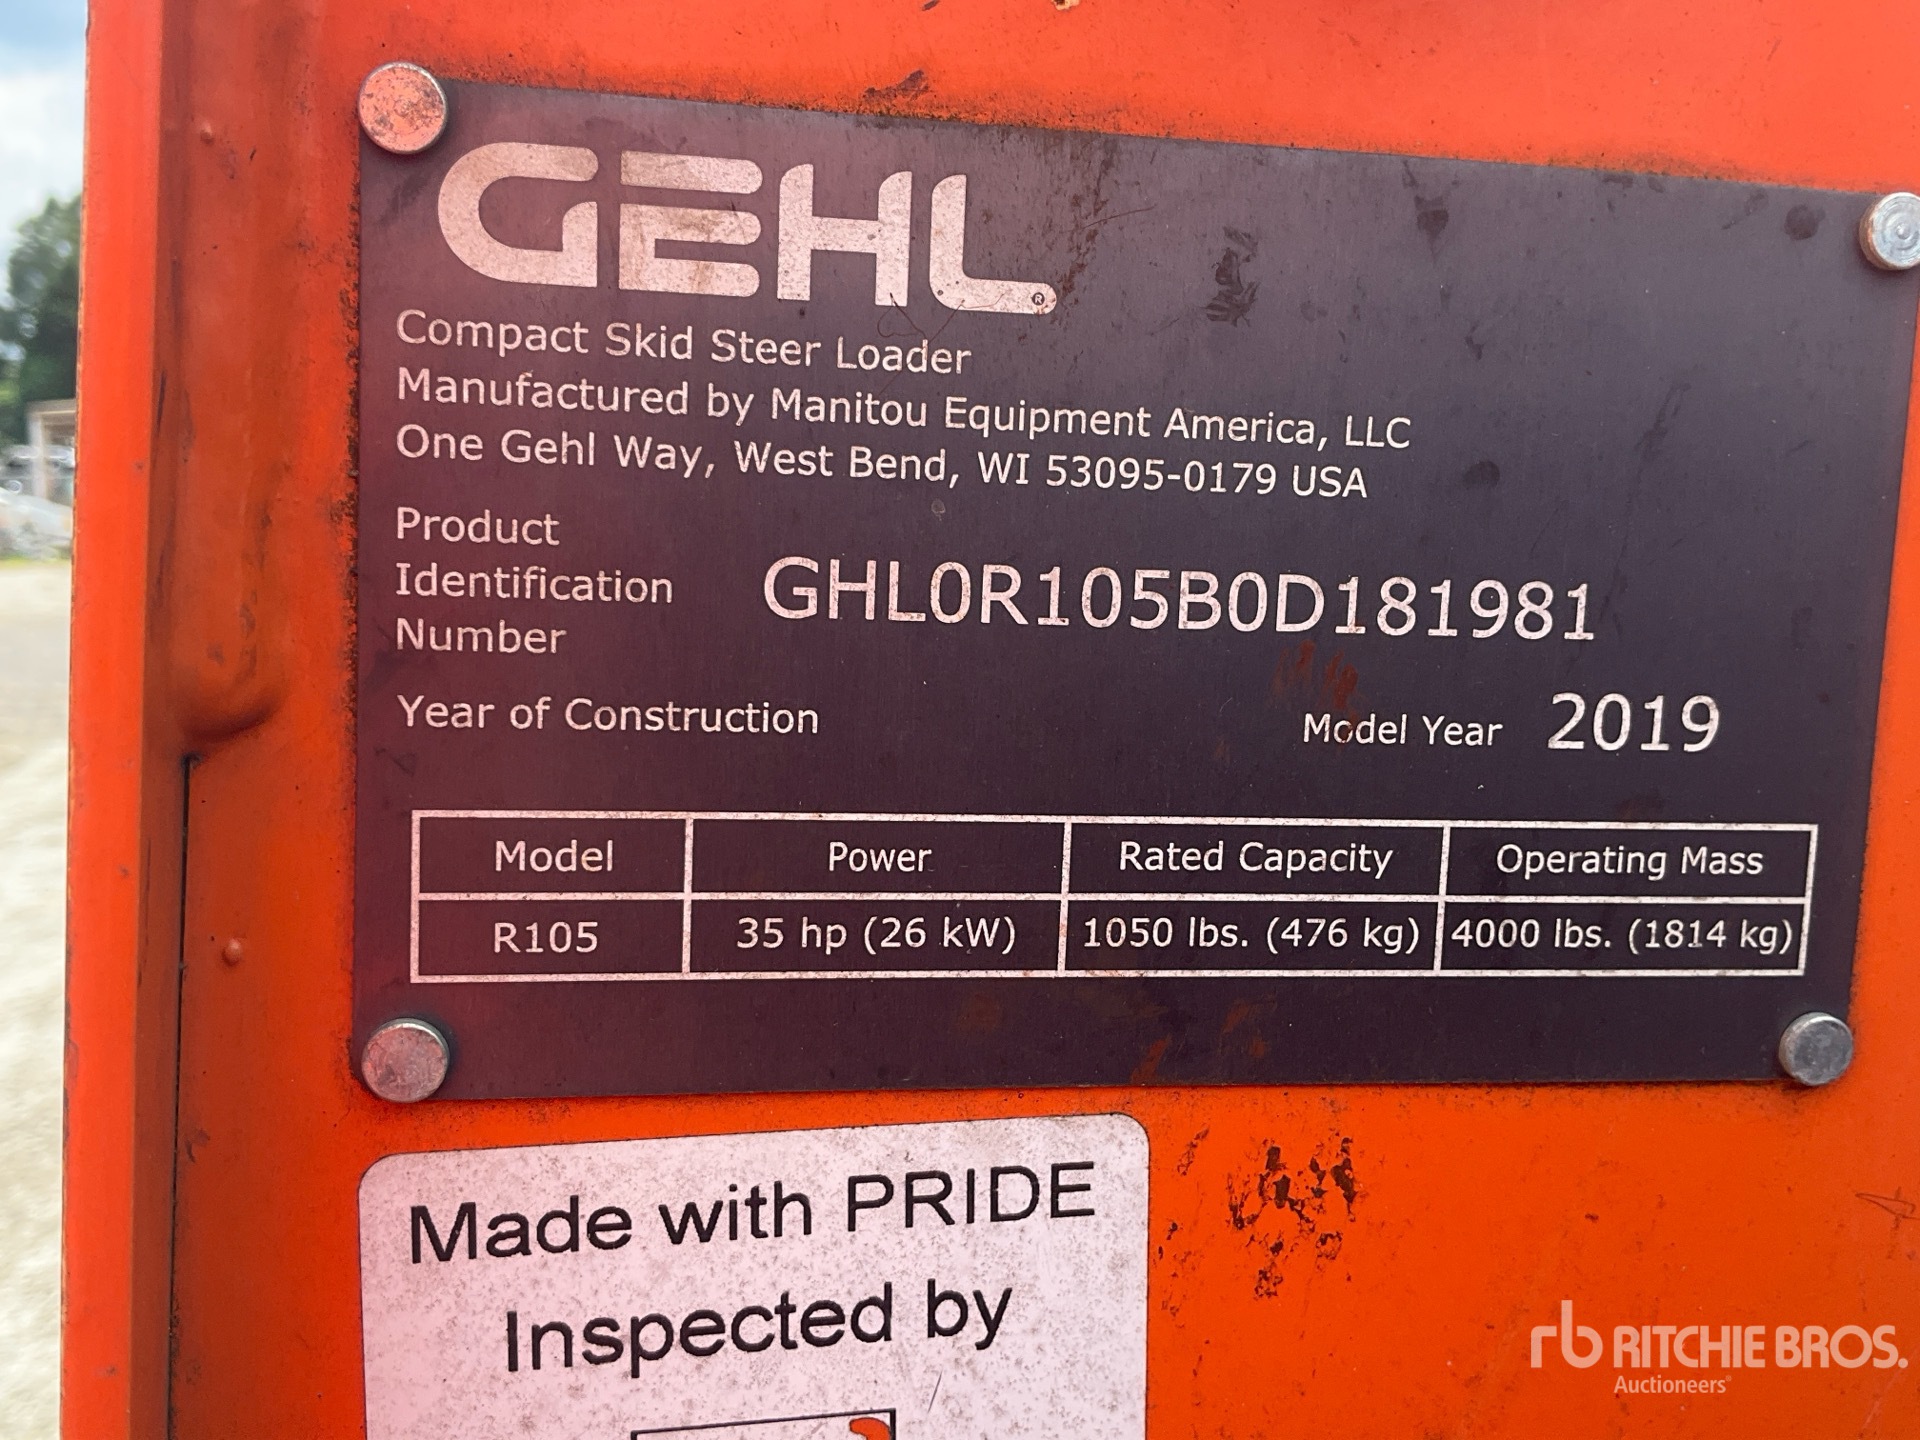 GEHL®
Compact Skid Steer Loader
Manufactured by Manitou Equipment America, LLC
One Gehl Way, West Bend, WI 53095-0179 USA
Product
Identification
Number
GHL0R105B0D181981
Year of Construction
Model Year 2019
Model Power Rated Capacity Operating Mass
R105 35 hp (26 kW) 1050 lbs. (476 kg) 4000 lbs. (1814 kg)
Made with PRIDE
Inspected by
rb RITCHIE BROS.
Auctioneers